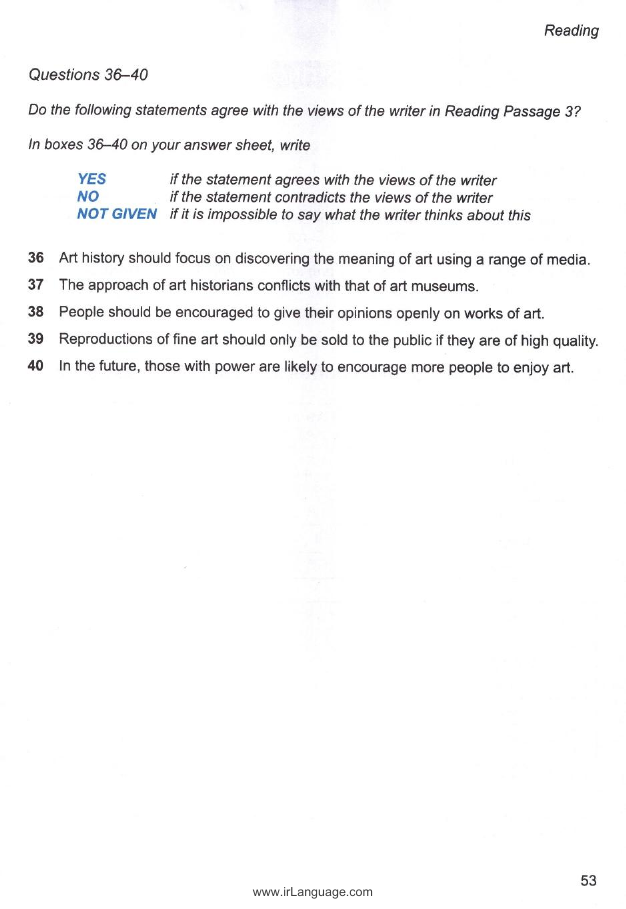 Reading
Questions 36–40
Do the following statements agree with the views of the writer in Reading Passage 3?
In boxes 36–40 on your answer sheet, write
YES if the statement agrees with the views of the writer
NO if the statement contradicts the views of the writer
NOT GIVEN if it is impossible to say what the writer thinks about this
36 Art history should focus on discovering the meaning of art using a range of media.
37 The approach of art historians conflicts with that of art museums.
38 People should be encouraged to give their opinions openly on works of art.
39 Reproductions of fine art should only be sold to the public if they are of high quality.
40 In the future, those with power are likely to encourage more people to enjoy art.
53
www.irLanguage.com